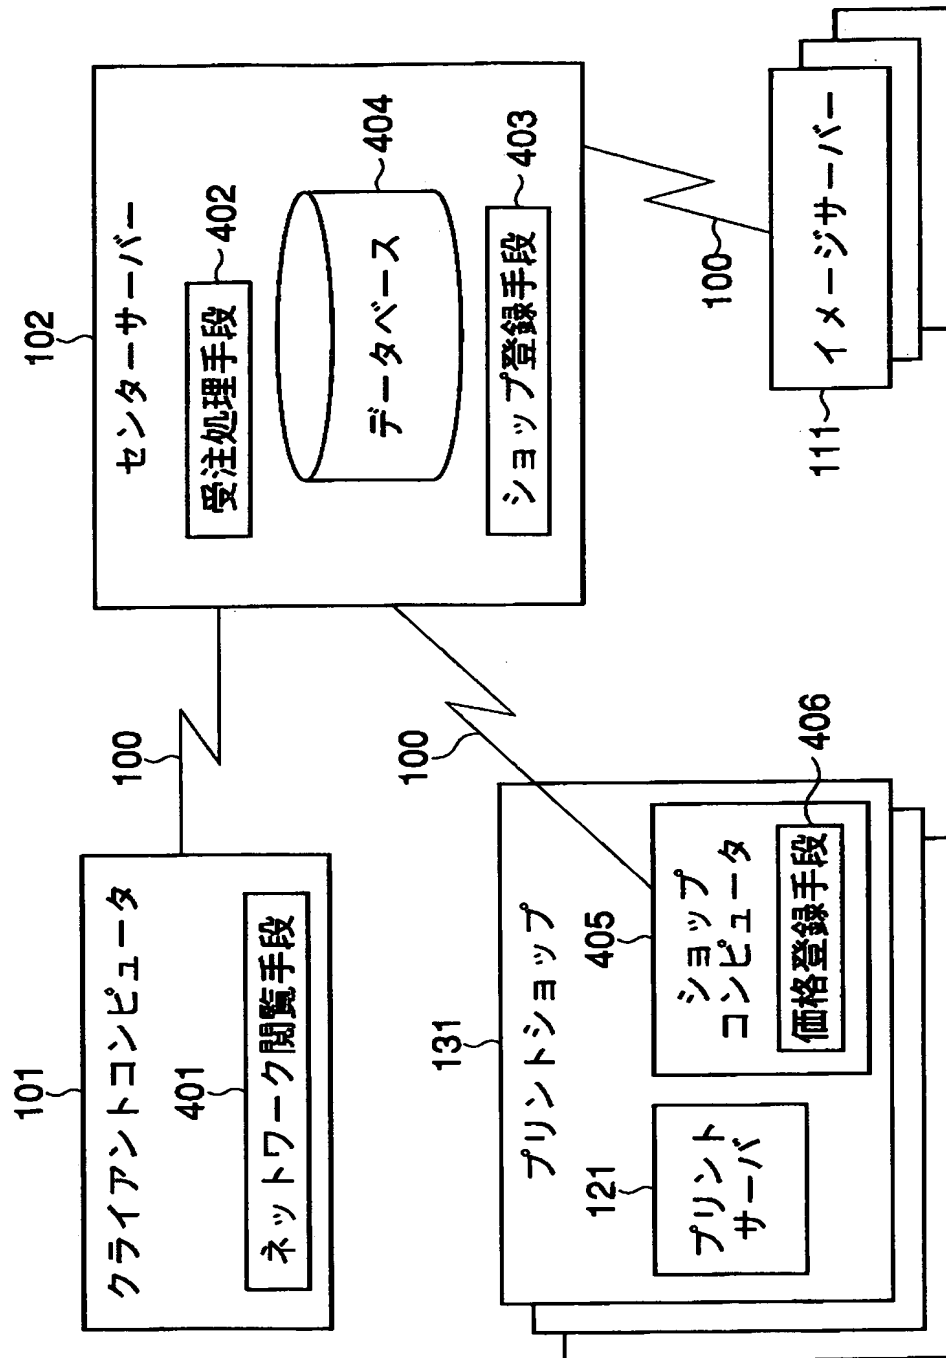 101
クライアントコンピュータ
401
ネットワーク閲覧手段
100
102
センターサーバー
受注処理手段
402
データベース
404
ショップ登録手段
403
100
131
プリントショップ
121
プリント
サーバ
405
ショップ
コンピュータ
価格登録手段
406
100
111
イメージサーバー